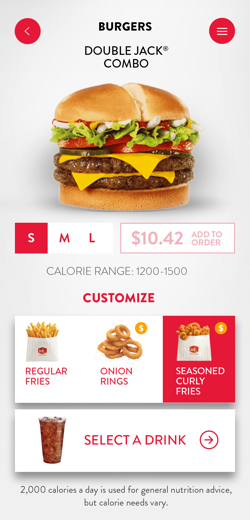 BURGERS
DOUBLE JACK®
COMBO
S M L $10.42 ADD TO
ORDER
CALORIE RANGE: 1200-1500
CUSTOMIZE
$ $
REGULAR
FRIES
ONION
RINGS
SEASONED
CURLY
FRIES
SELECT A DRINK
2,000 calories a day is used for general nutrition advice,
but calorie needs vary.